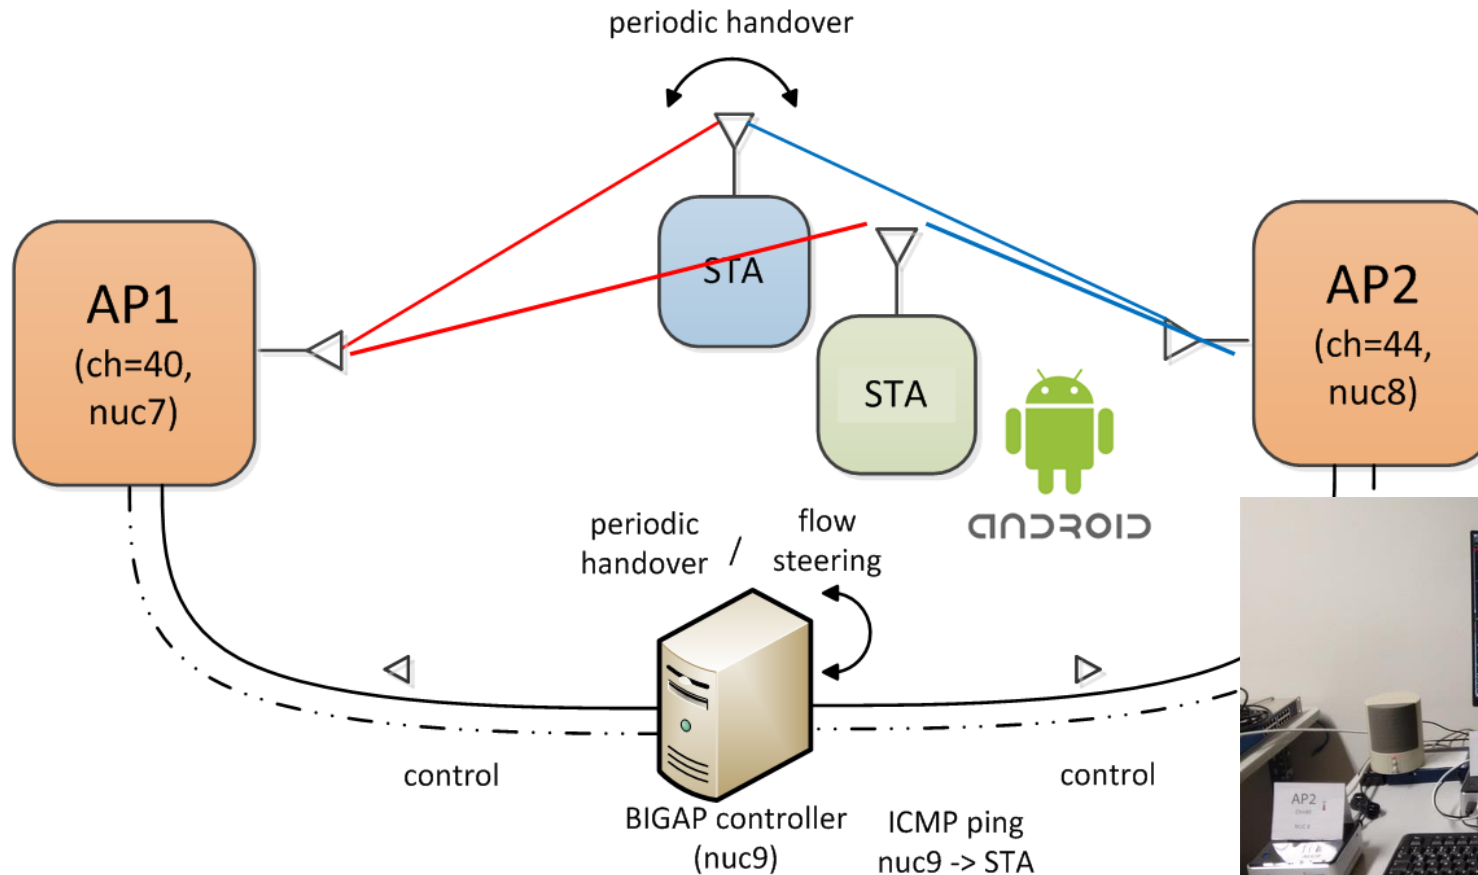 periodic handover
STA
AP1
(ch=40,
nuc7)
STA
AP2
(ch=44,
nuc8)
ANDROID
periodic
handover
/
flow
steering
control
control
BIGAP controller
(nuc9)
ICMP ping
nuc9 -> STA
AP2